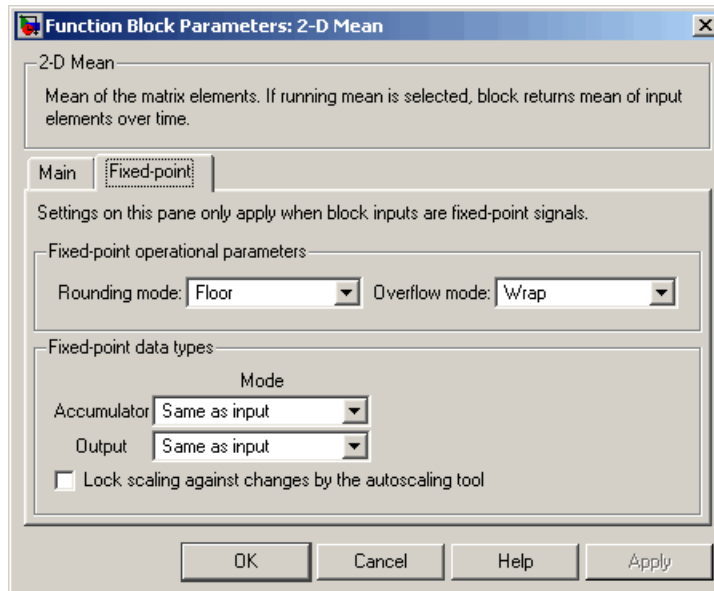 Function Block Parameters: 2-D Mean
2-D Mean
Mean of the matrix elements. If running mean is selected, block returns mean of input
elements over time.
Main Fixed-point
Settings on this pane only apply when block inputs are fixed-point signals.
Fixed-point operational parameters
Rounding mode: Floor Overflow mode: Wrap
Fixed-point data types
Mode
Accumulator Same as input
Output Same as input
Lock scaling against changes by the autoscaling tool
OK Cancel Help Apply